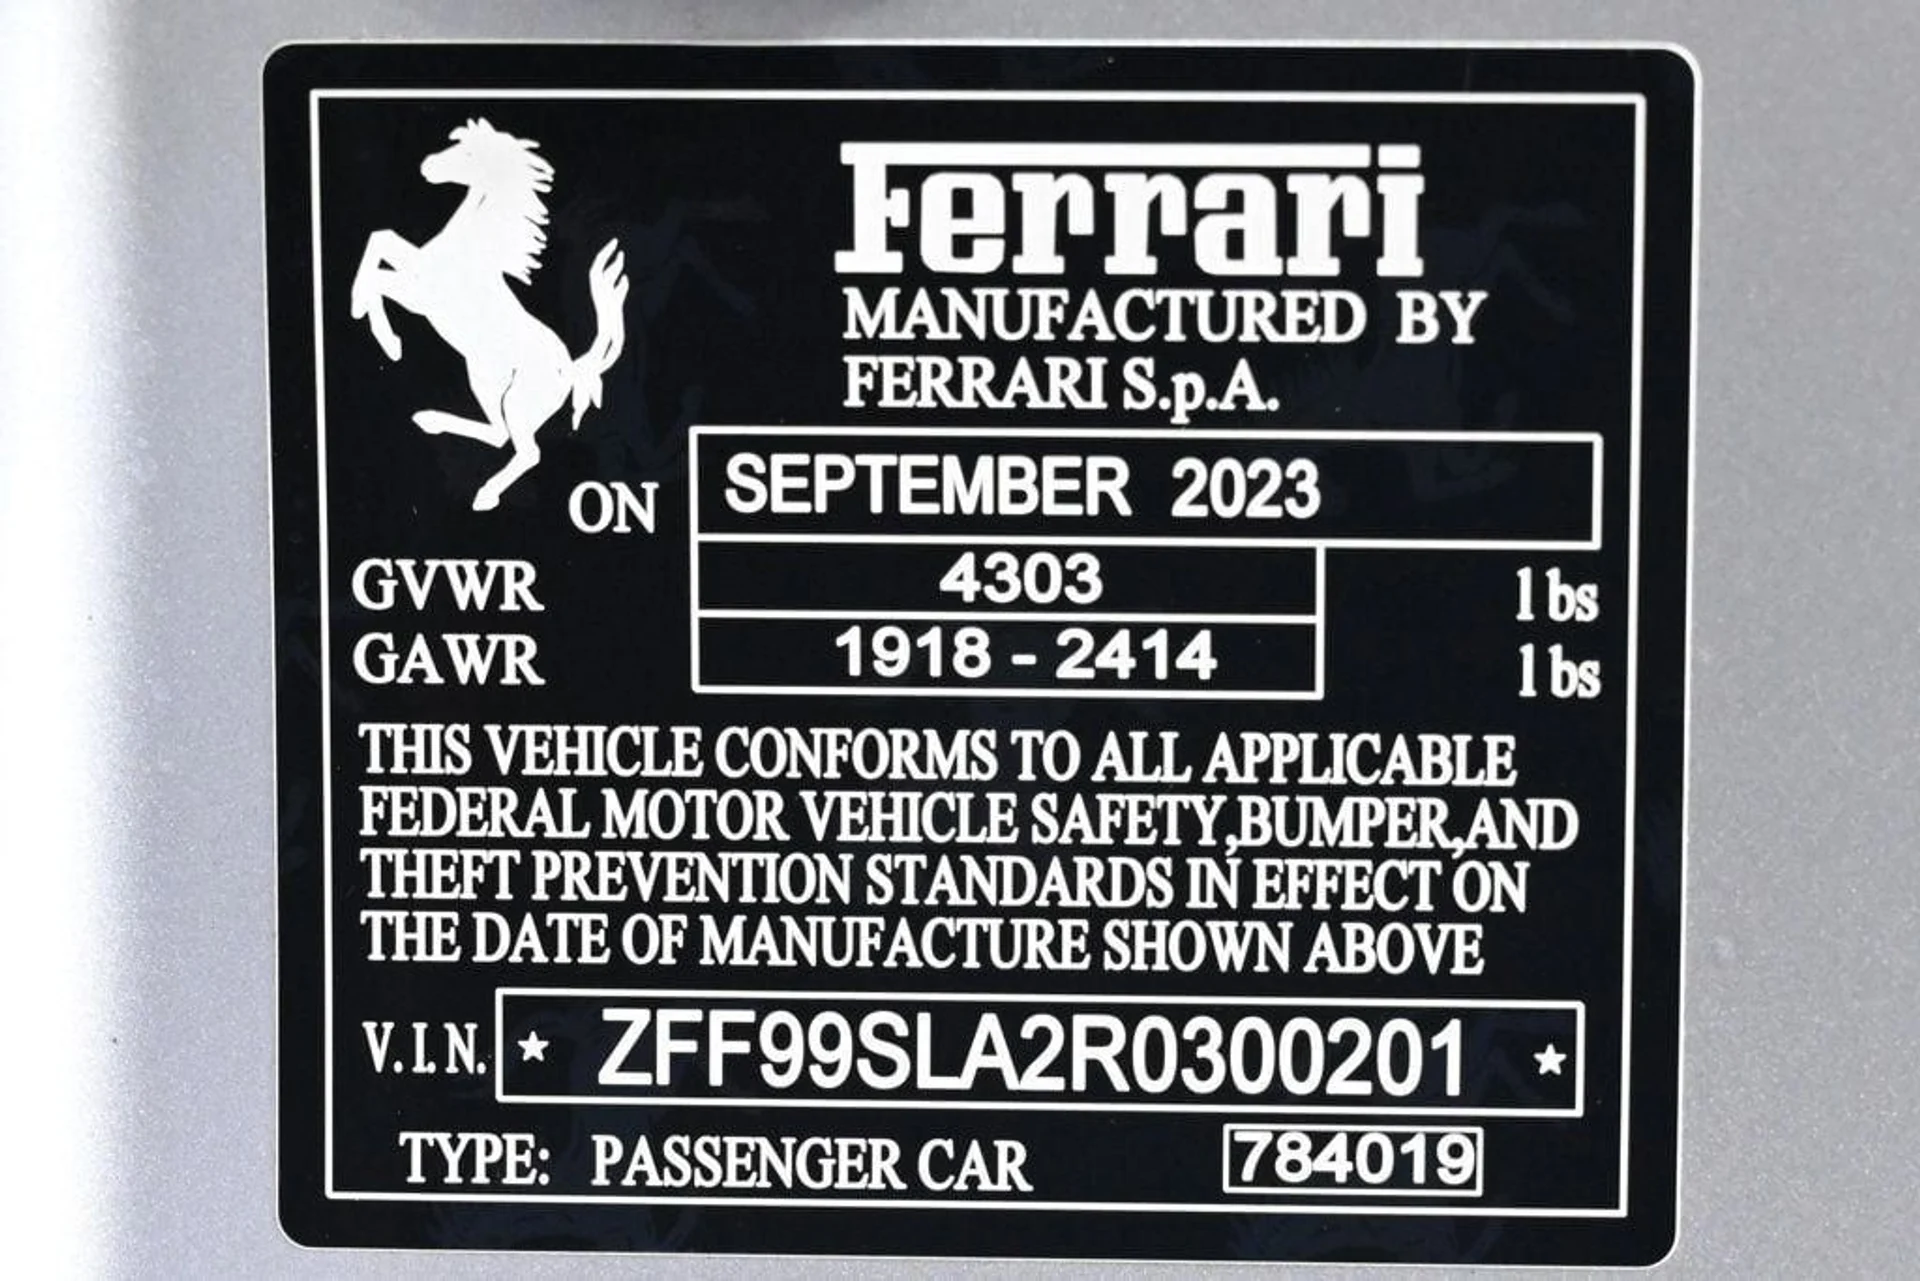 Ferrari
MANUFACTURED BY
FERRARI S.p.A.
ON SEPTEMBER 2023
GVWR 4303 lbs
GAWR 1918 - 2414 lbs
THIS VEHICLE CONFORMS TO ALL APPLICABLE
FEDERAL MOTOR VEHICLE SAFETY,BUMPER,AND
THEFT PREVENTION STANDARDS IN EFFECT ON
THE DATE OF MANUFACTURE SHOWN ABOVE
V.I.N. ★ ZFF99SLA2R0300201 ★
TYPE: PASSENGER CAR 784019